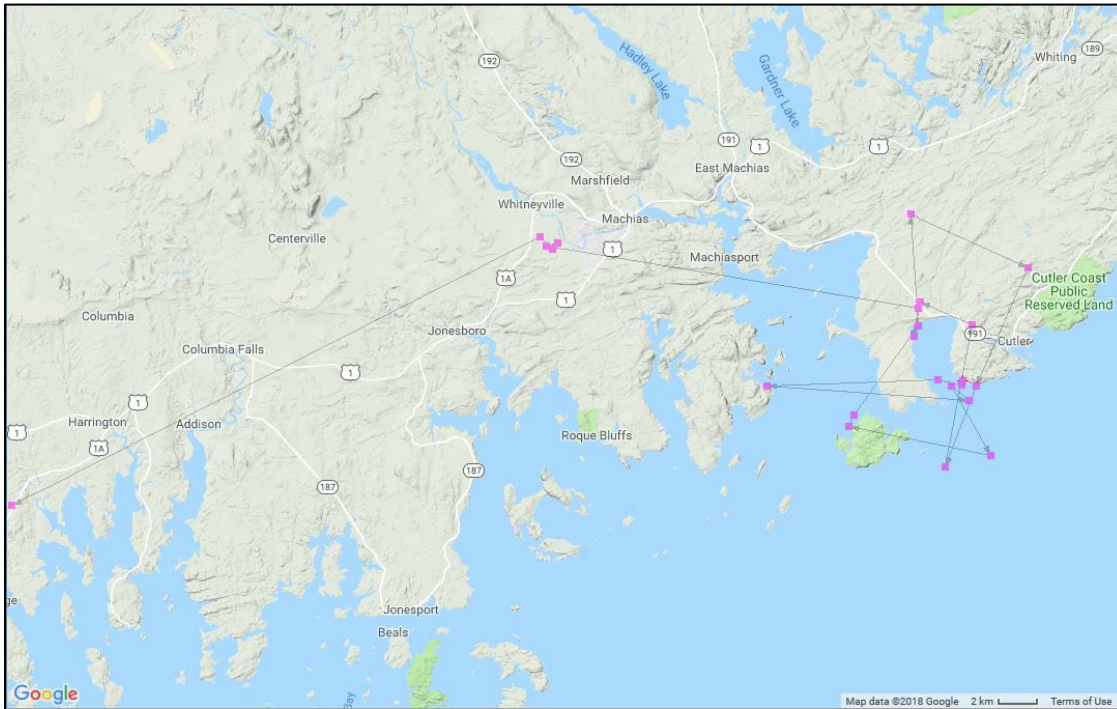 192
Hadley Lake
Gardner Lake
189
Whiting
191
1
1
192
East Machias
Marshfield
Whitneyville
Machias
Centerville
1
Machiasport
1A
Cutler Coast
Public
Reserved Land
1
Columbia
Jonesboro
191
Cutler
Columbia Falls
1
1
Harrington
Addison
1
1A
Roque Bluffs
187
187
ge
Jonesport
Beals
Bay
Google
Map data ©2018 Google 2 km Terms of Use